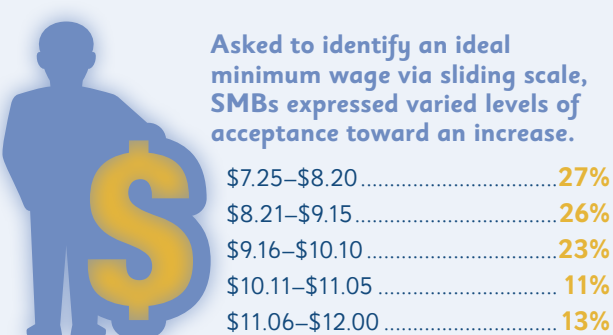 Asked to identify an ideal
minimum wage via sliding scale,
SMBs expressed varied levels of
acceptance toward an increase.
$7.25–$8.20 27%
$8.21–$9.15 26%
$9.16–$10.10 23%
$10.11–$11.05 11%
$11.06–$12.00 13%
$